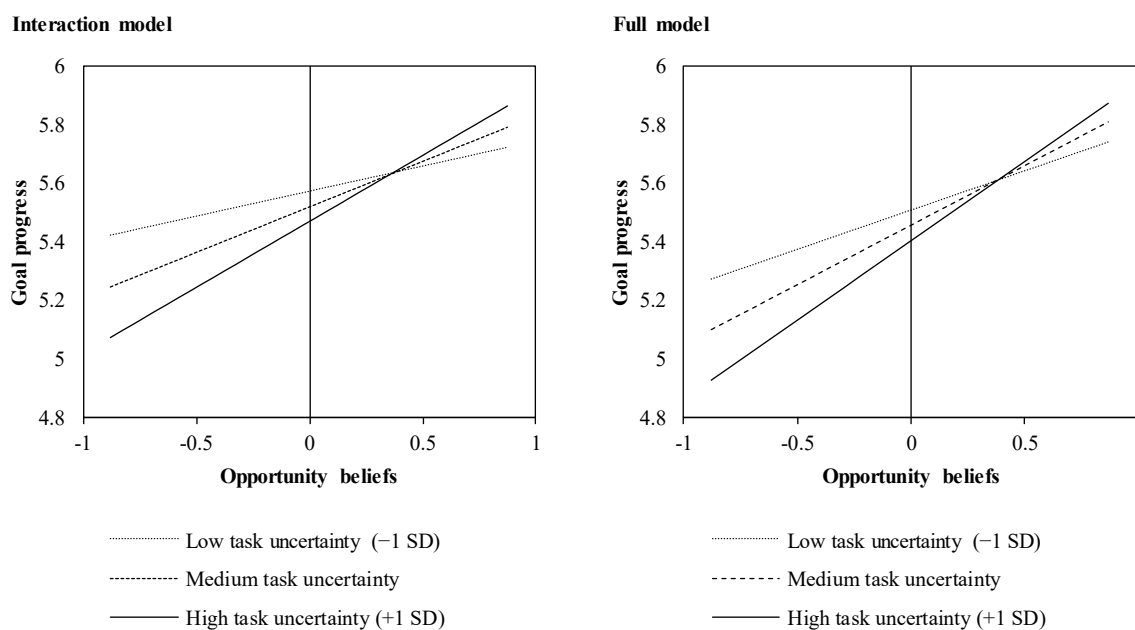 Interaction model
6
5.8
5.6
5.4
5.2
5
4.8
Goal progress
-1
-0.5
0
0.5
1
Opportunity beliefs
Low task uncertainty (−1 SD)
Medium task uncertainty
High task uncertainty (+1 SD)
Full model
6
5.8
5.6
5.4
5.2
5
4.8
Goal progress
-1
-0.5
0
0.5
Opportunity beliefs
Low task uncertainty (−1 SD)
Medium task uncertainty
High task uncertainty (+1 SD)